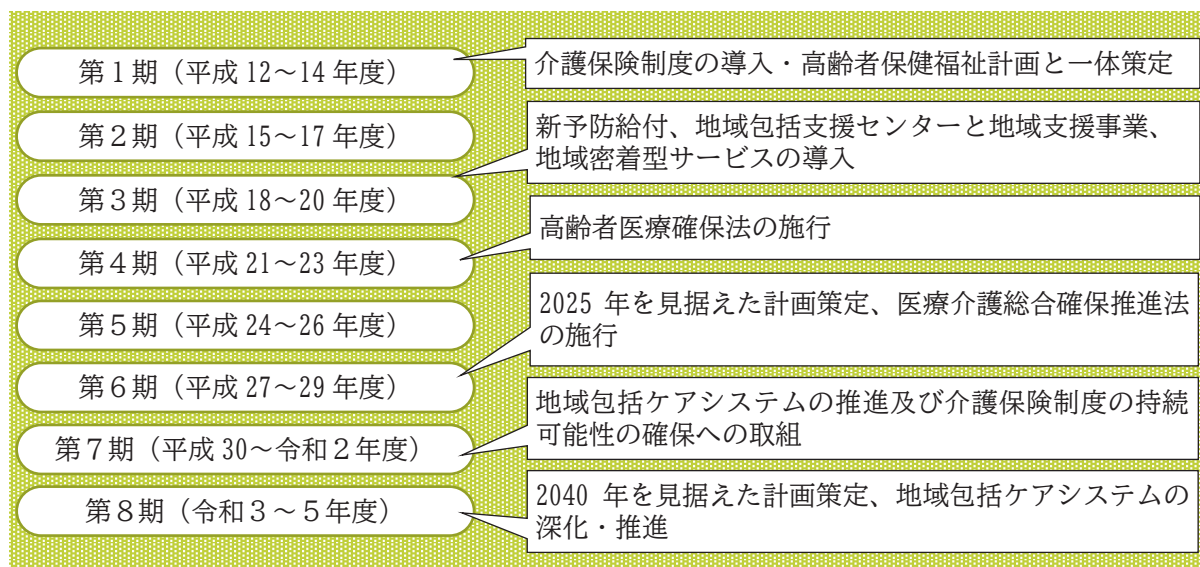 第１期（平成 12～14 年度）
介護保険制度の導入・高齢者保健福祉計画と一体策定
第２期（平成 15～17 年度）
第３期（平成 18～20 年度）
新予防給付、地域包括支援センターと地域支援事業、
地域密着型サービスの導入
第４期（平成 21～23 年度）
高齢者医療確保法の施行
第５期（平成 24～26 年度）
第６期（平成 27～29 年度）
2025 年を見据えた計画策定、医療介護総合確保推進法
の施行
第７期（平成 30～令和２年度）
地域包括ケアシステムの推進及び介護保険制度の持続
可能性の確保への取組
第８期（令和３～５年度）
2040 年を見据えた計画策定、地域包括ケアシステムの
深化・推進